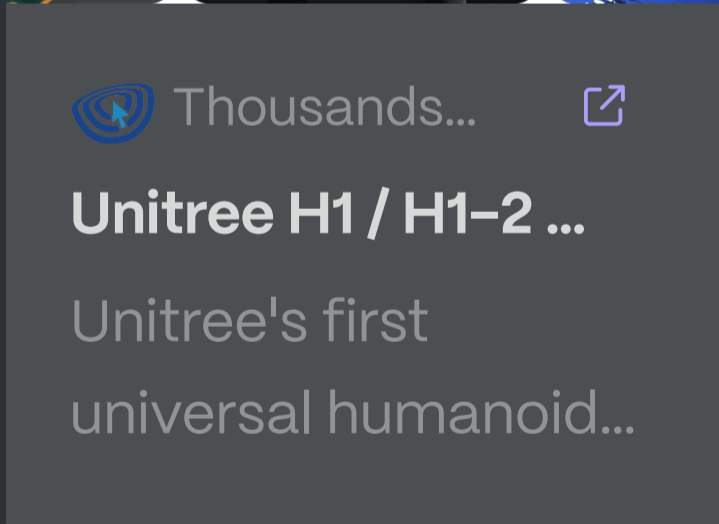 Thousands...
Unitree H1 / H1-2 ...
Unitree's first
universal humanoid...